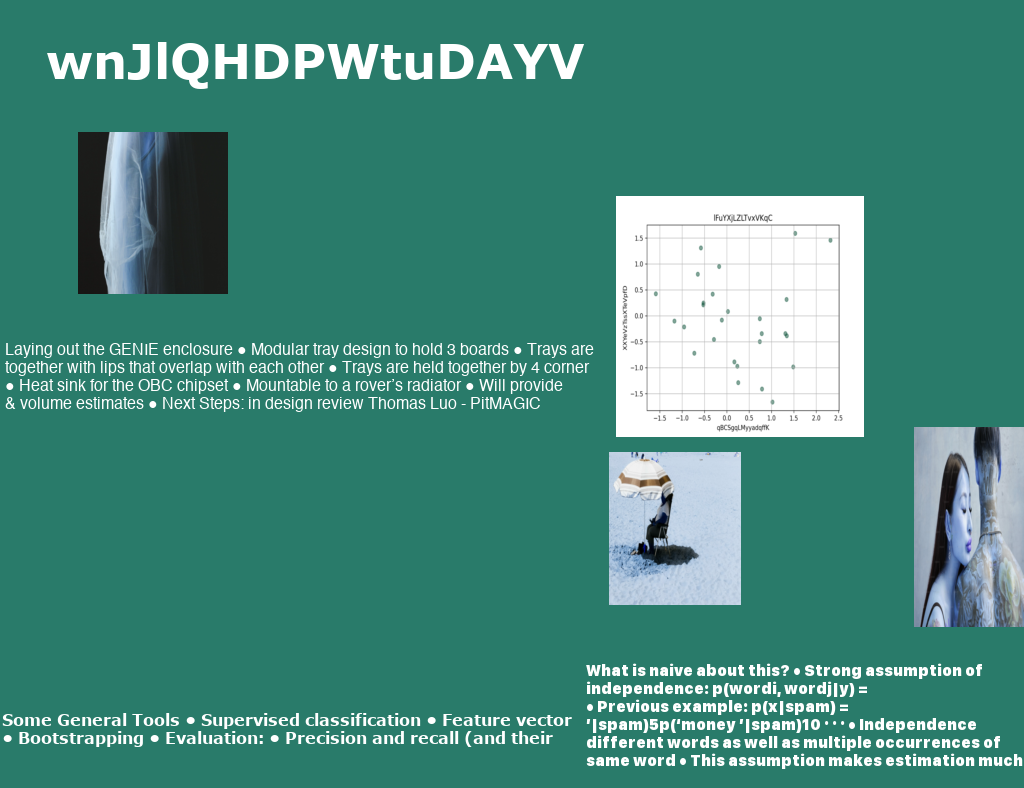 wnJlQHDPWtuDAYV
lFuYXjLZLTvxVKqC
1.5
1.0
0.5
0.0
−0.5
−1.0
−1.5
XXYeVzTssXTeVpfD
−1.5 −1.0 −0.5 0.0 0.5 1.0 1.5 2.0 2.5
qBCSgqLMyyadqffK
Laying out the GENIE enclosure ● Modular tray design to hold 3 boards ● Trays are
together with lips that overlap with each other ● Trays are held together by 4 corner
● Heat sink for the OBC chipset ● Mountable to a rover’s radiator ● Will provide
& volume estimates ● Next Steps: in design review Thomas Luo - PitMAGIC
What is naive about this? • Strong assumption of
independence: p(wordi, wordj|y) =
• Previous example: p(x|spam) =
’|spam)5p(‘money ’|spam)10 · · · • Independence
different words as well as multiple occurrences of
same word • This assumption makes estimation much
Some General Tools ● Supervised classification ● Feature vector
● Bootstrapping ● Evaluation: ● Precision and recall (and their